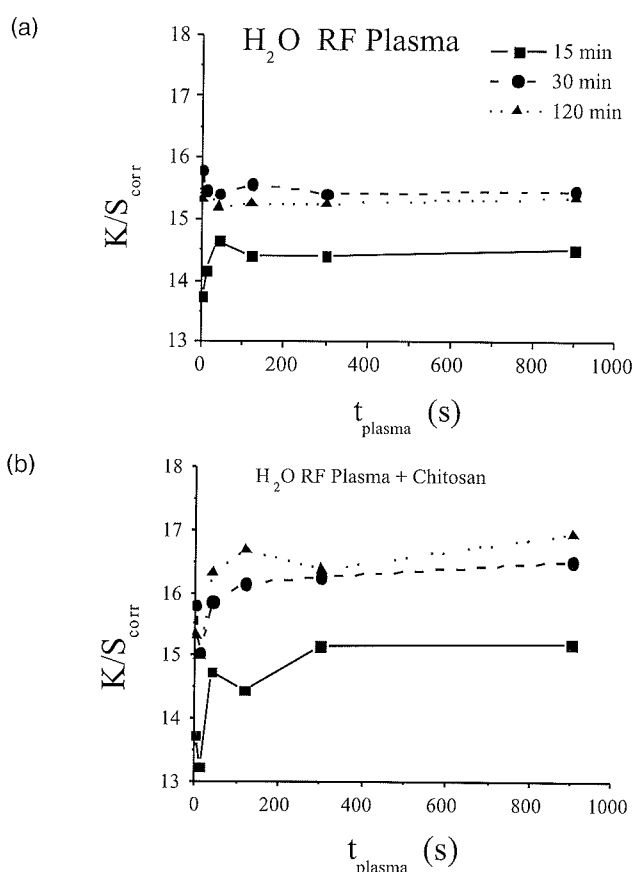 (a)
H2O RF Plasma
15 min
30 min
120 min
18
17
16
15
14
13
K/Scorr
0 200 400 600 800 1000
tplasma (s)
(b)
H2O RF Plasma + Chitosan
18
17
16
15
14
13
K/Scorr
0 200 400 600 800 1000
tplasma (s)